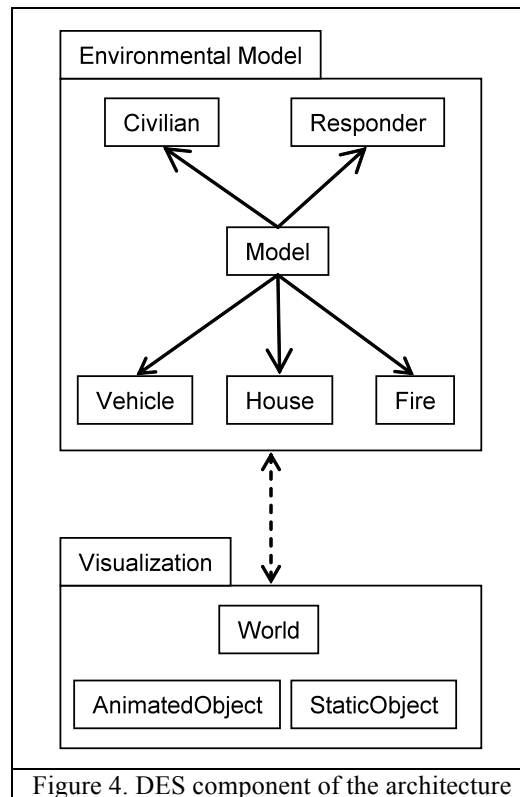 Environmental Model
Civilian
Responder
Model
Vehicle
House
Fire
Visualization
World
AnimatedObject
StaticObject
Figure 4. DES component of the architecture